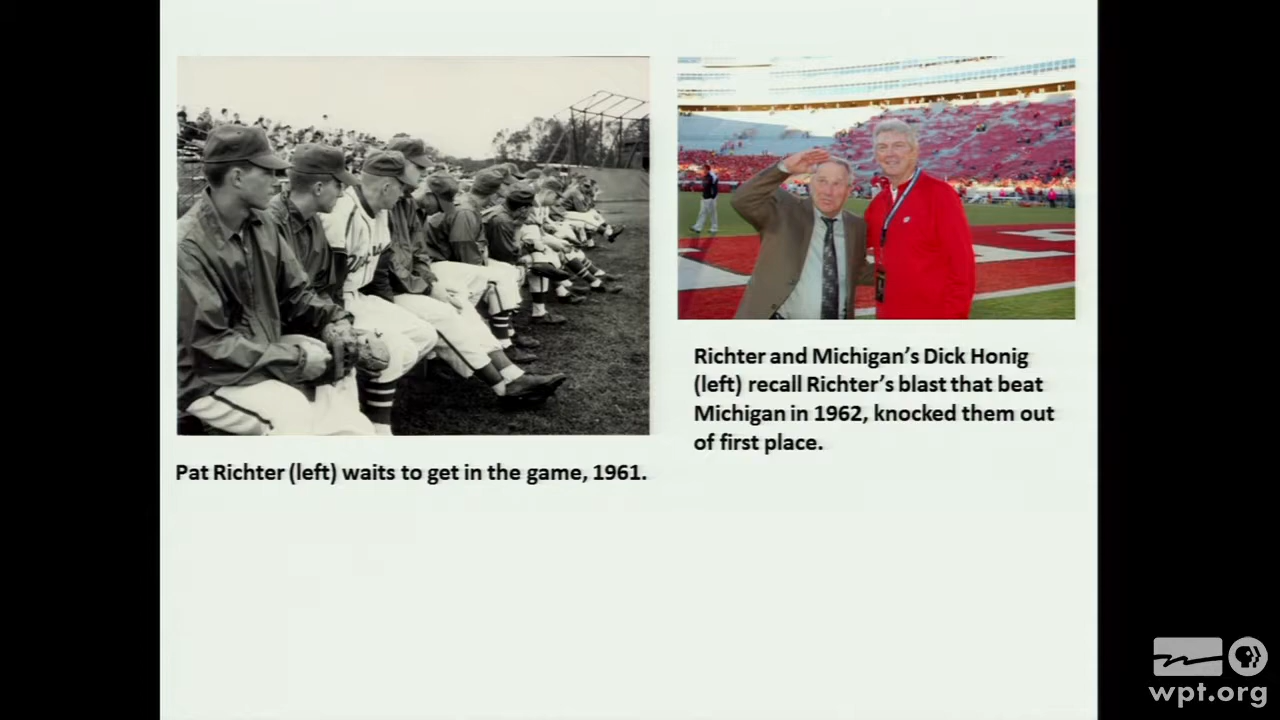 Pat Richter (left) waits to get in the game, 1961.
Richter and Michigan's Dick Honig
(left) recall Richter's blast that beat
Michigan in 1962, knocked them out
of first place.
wpt.org